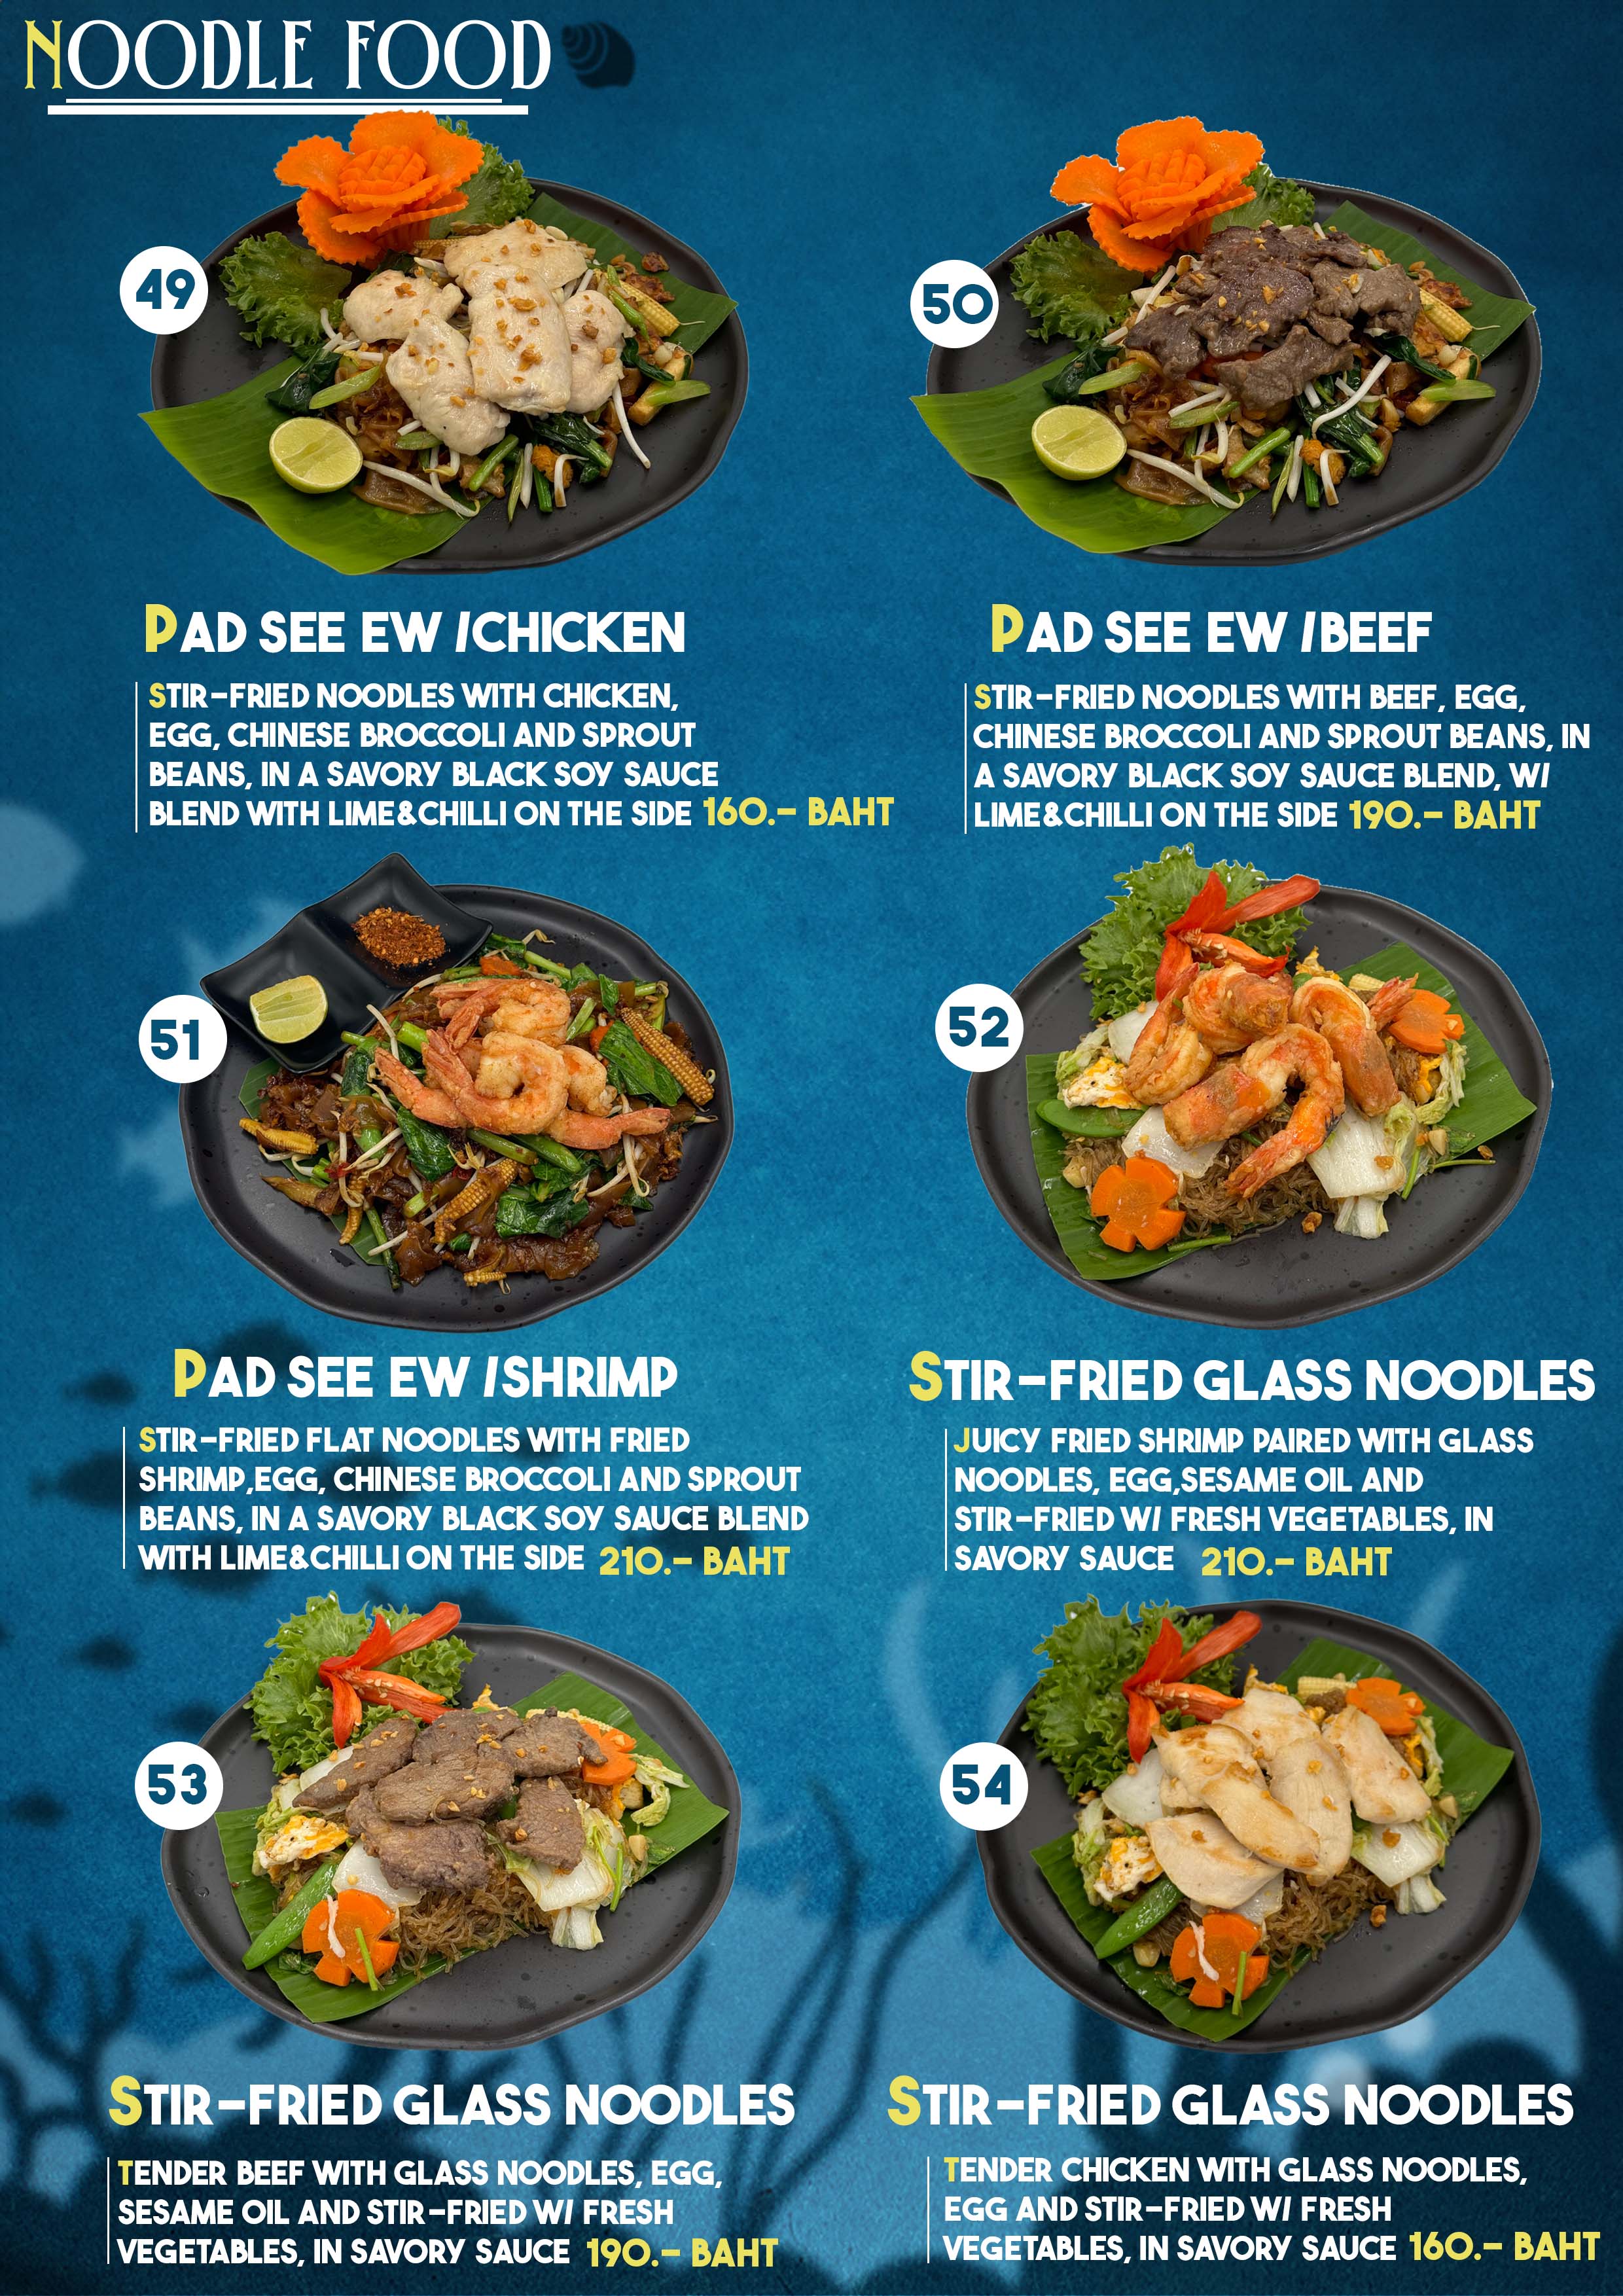 NOODLE FOOD
49
50
PAD SEE EW /CHICKEN
STIR-FRIED NOODLES WITH CHICKEN,
EGG, CHINESE BROCCOLI AND SPROUT
BEANS, IN A SAVORY BLACK SOY SAUCE
BLEND WITH LIME&CHILLI ON THE SIDE 160.- BAHT
PAD SEE EW /BEEF
STIR-FRIED NOODLES WITH BEEF, EGG,
CHINESE BROCCOLI AND SPROUT BEANS, IN
A SAVORY BLACK SOY SAUCE BLEND, W/
LIME&CHILLI ON THE SIDE 190.- BAHT
51
52
PAD SEE EW /SHRIMP
STIR-FRIED FLAT NOODLES WITH FRIED
SHRIMP,EGG, CHINESE BROCCOLI AND SPROUT
BEANS, IN A SAVORY BLACK SOY SAUCE BLEND
WITH LIME&CHILLI ON THE SIDE 210.- BAHT
STIR-FRIED GLASS NOODLES
JUICY FRIED SHRIMP PAIRED WITH GLASS
NOODLES, EGG,SESAME OIL AND
STIR-FRIED W/ FRESH VEGETABLES, IN
SAVORY SAUCE 210.- BAHT
53
54
STIR-FRIED GLASS NOODLES
TENDER BEEF WITH GLASS NOODLES, EGG,
SESAME OIL AND STIR-FRIED W/ FRESH
VEGETABLES, IN SAVORY SAUCE 190.- BAHT
STIR-FRIED GLASS NOODLES
TENDER CHICKEN WITH GLASS NOODLES,
EGG AND STIR-FRIED W/ FRESH
VEGETABLES, IN SAVORY SAUCE 160.- BAHT